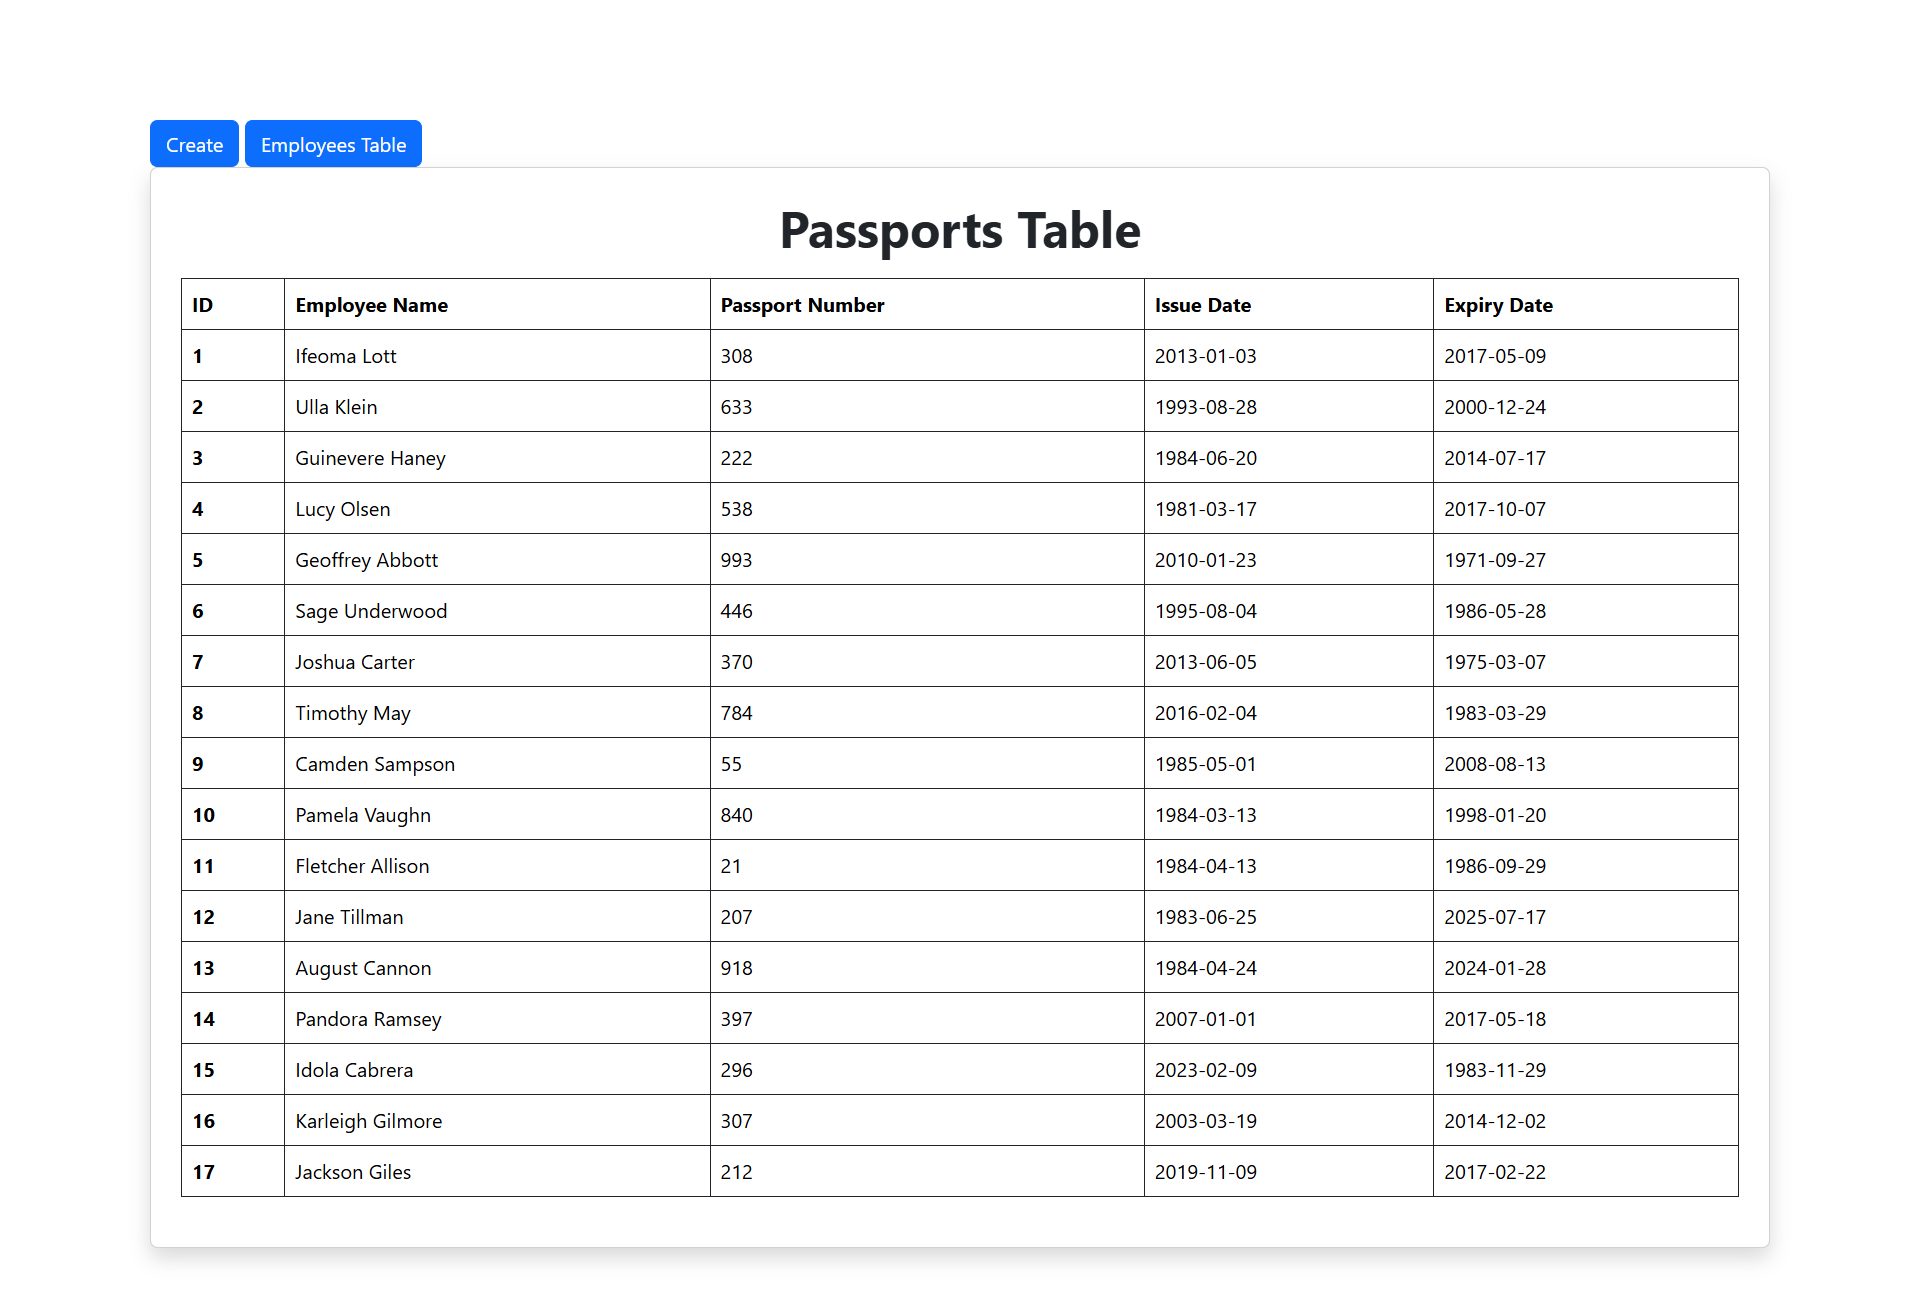 Create Employees Table
Passports Table
ID Employee Name Passport Number Issue Date Expiry Date
1 Ifeoma Lott 308 2013-01-03 2017-05-09
2 Ulla Klein 633 1993-08-28 2000-12-24
3 Guinevere Haney 222 1984-06-20 2014-07-17
4 Lucy Olsen 538 1981-03-17 2017-10-07
5 Geoffrey Abbott 993 2010-01-23 1971-09-27
6 Sage Underwood 446 1995-08-04 1986-05-28
7 Joshua Carter 370 2013-06-05 1975-03-07
8 Timothy May 784 2016-02-04 1983-03-29
9 Camden Sampson 55 1985-05-01 2008-08-13
10 Pamela Vaughn 840 1984-03-13 1998-01-20
11 Fletcher Allison 21 1984-04-13 1986-09-29
12 Jane Tillman 207 1983-06-25 2025-07-17
13 August Cannon 918 1984-04-24 2024-01-28
14 Pandora Ramsey 397 2007-01-01 2017-05-18
15 Idola Cabrera 296 2023-02-09 1983-11-29
16 Karleigh Gilmore 307 2003-03-19 2014-12-02
17 Jackson Giles 212 2019-11-09 2017-02-22